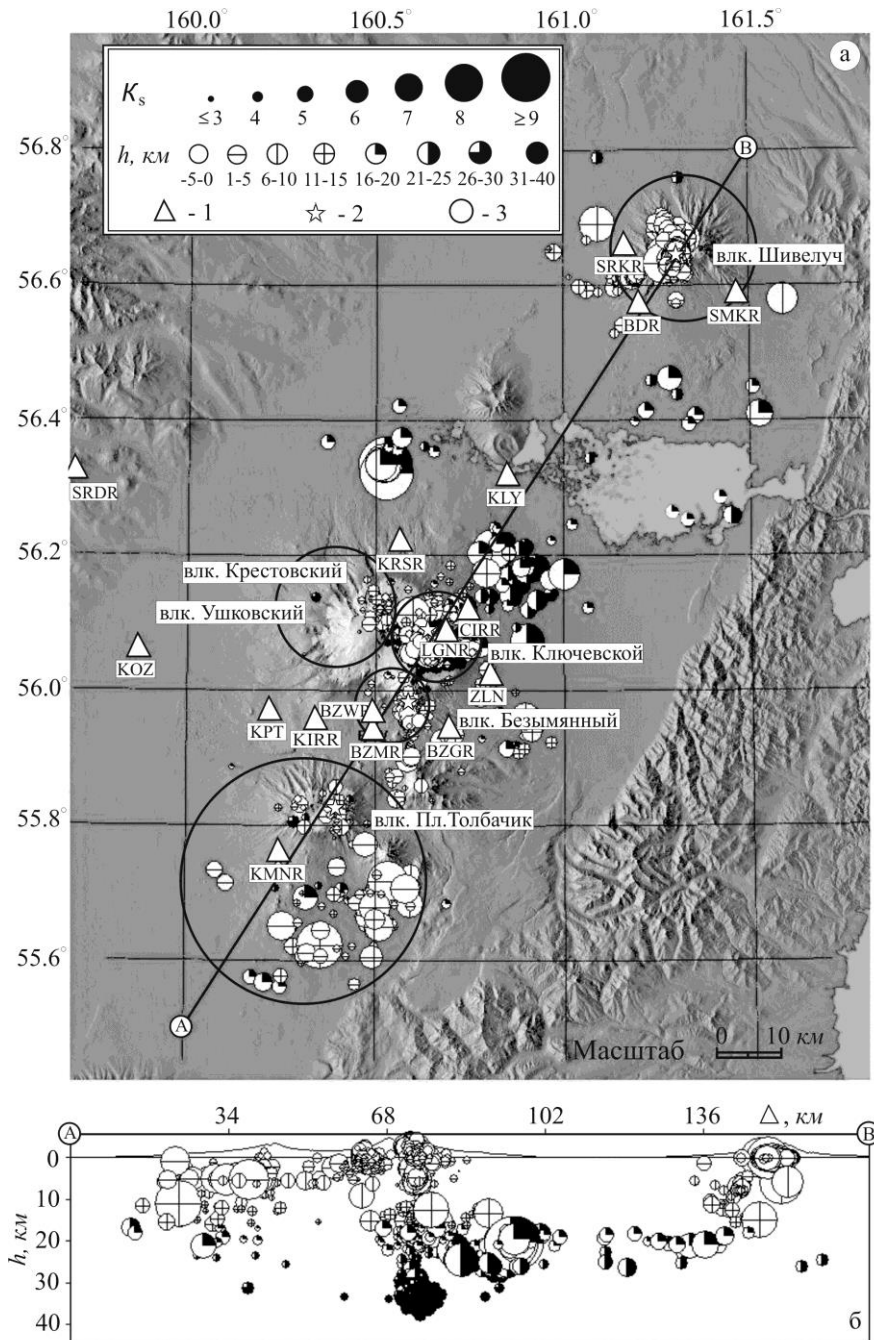 160.0° 160.5° 161.0° 161.5°
а
Kₛ
≤ 3 4 5 6 7 8 ≥ 9
h, км
-5-0 1-5 6-10 11-15 16-20 21-25 26-30 31-40
- 1 - 2 - 3
56.8°
B
SRKR
влк. Шивелуч
56.6°
BDR
SMKR
56.4°
SRDR
KLY
56.2°
KRSR
влк. Крестовский
влк. Ушковский
CIRR
LGNR
KOZ
влк. Ключевской
56.0°
ZLN
KPT
KIRR
BZWR
влк. Безымянный
BZMR
BZGR
55.8°
влк. Пл.Толбачик
KMNR
55.6°
A
Масштаб 0 10 км
A 34 68 102 136 Δ, км B
0
10
20
30
40
h, км
б